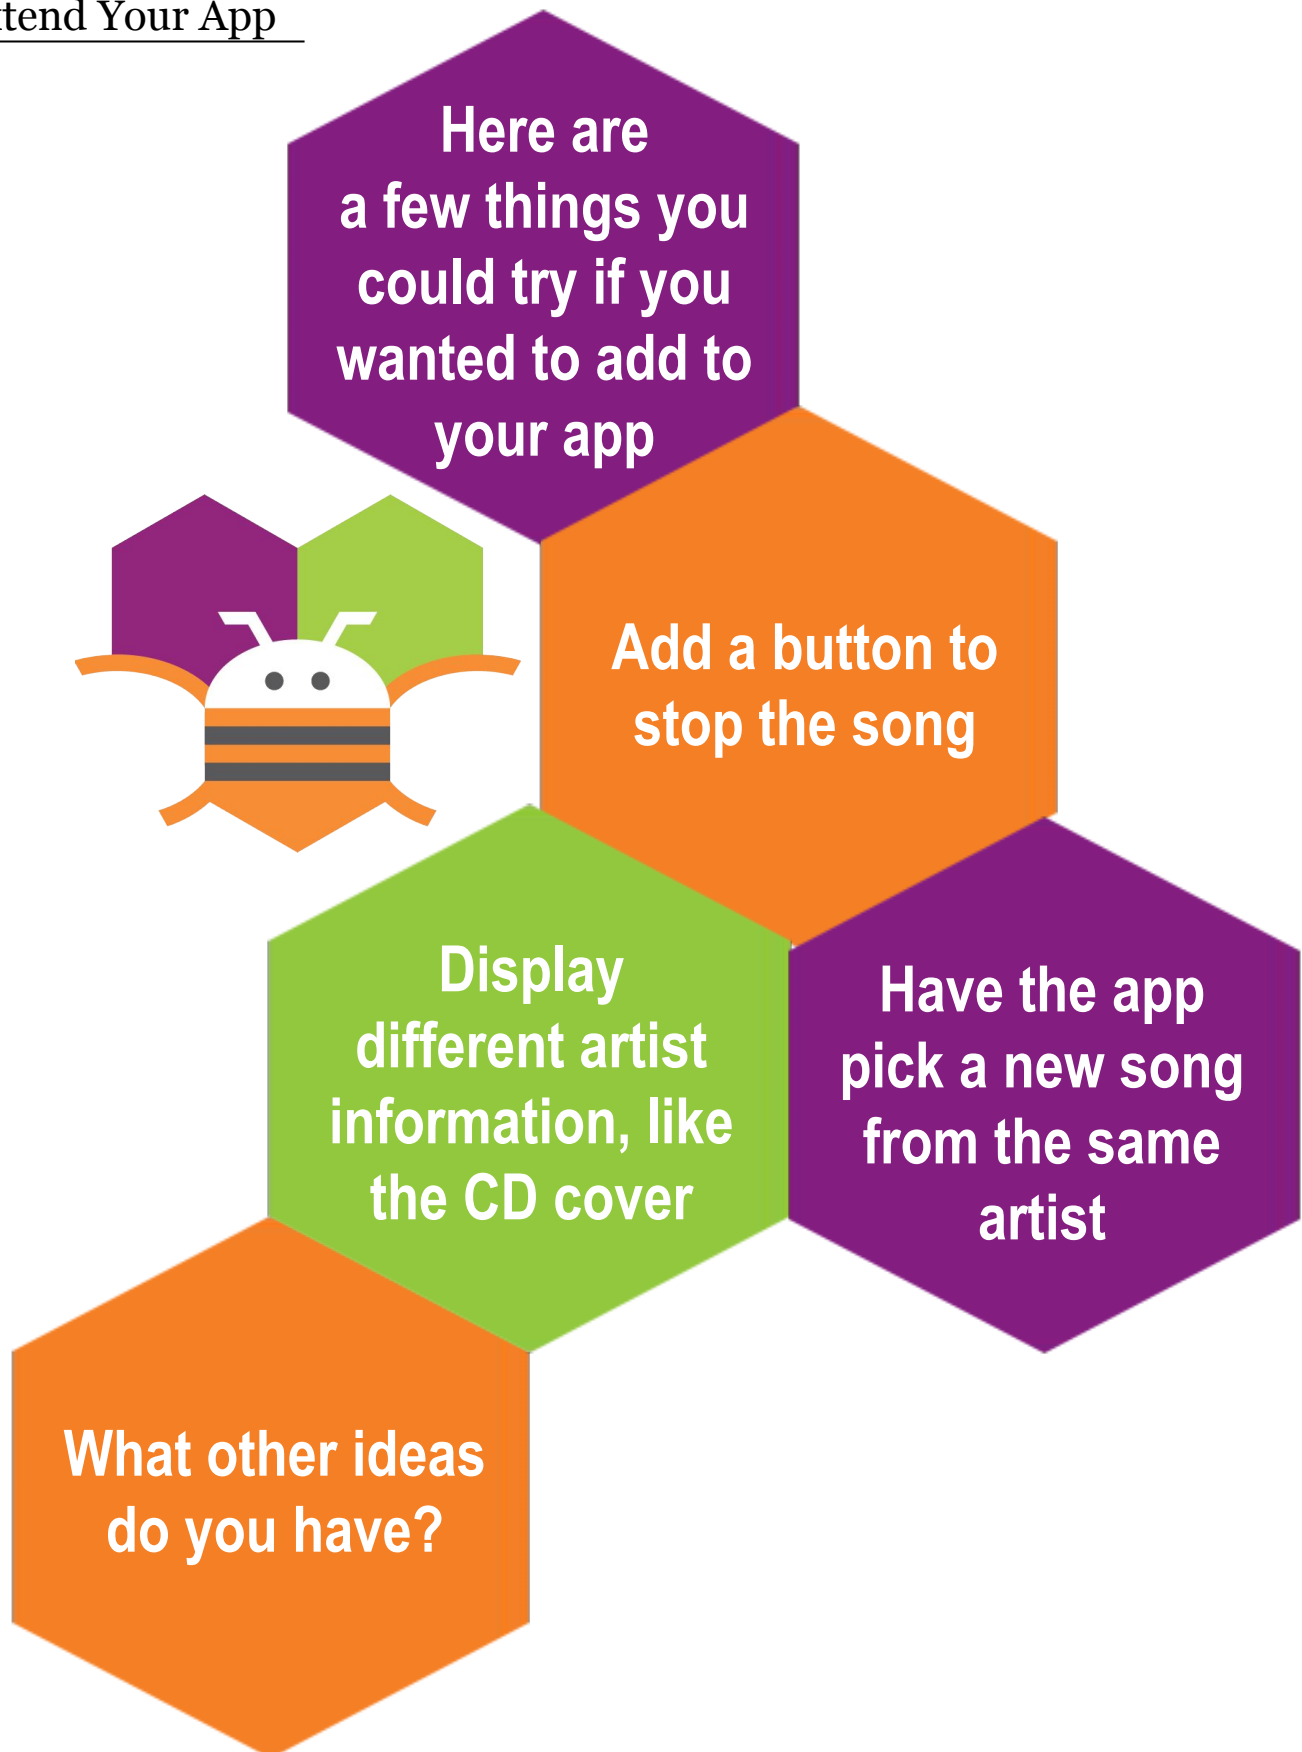 tend Your App
Here are
a few things you
could try if you
wanted to add to
your app
Add a button to
stop the song
Display
different artist
information, like
the CD cover
Have the app
pick a new song
from the same
artist
What other ideas
do you have?